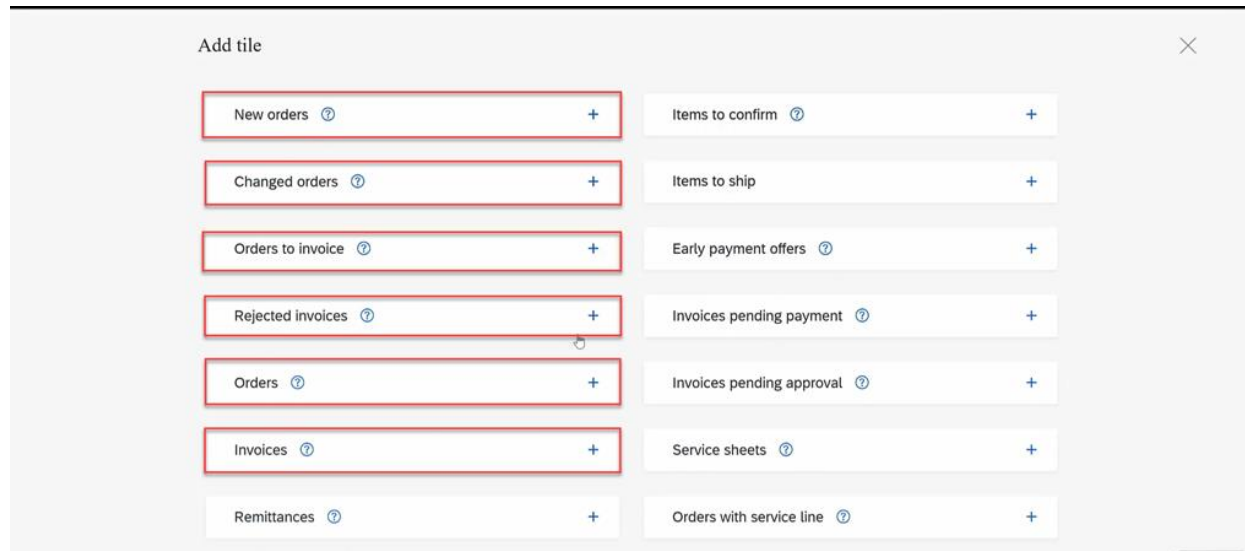 Add tile
New orders ? +
Items to confirm ? +
Changed orders ? +
Items to ship +
Orders to invoice ? +
Early payment offers ? +
Rejected invoices ? +
Invoices pending payment ? +
Orders ? +
Invoices pending approval ? +
Invoices ? +
Service sheets ? +
Remittances ? +
Orders with service line ? +